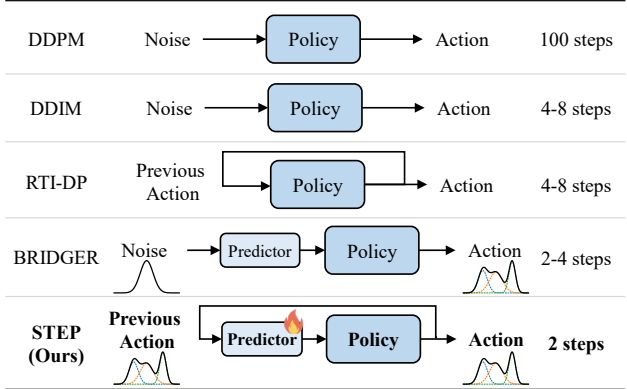 DDPM Noise Policy Action 100 steps
DDIM Noise Policy Action 4-8 steps
RTI-DP Previous Action Policy Action 4-8 steps
BRIDGER Noise Predictor Policy Action 2-4 steps
STEP (Ours) Previous Action Predictor Policy Action 2 steps